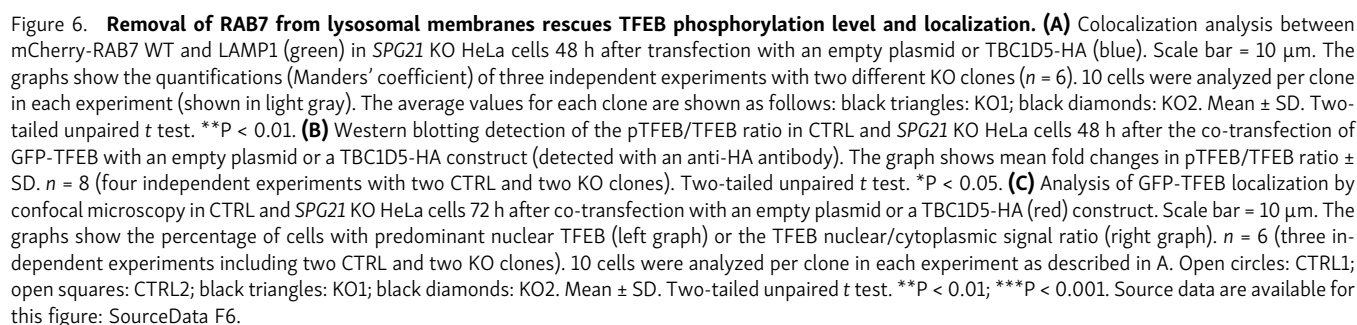 Figure 6. Removal of RAB7 from lysosomal membranes rescues TFEB phosphorylation level and localization. (A) Colocalization analysis between
mCherry-RAB7 WT and LAMP1 (green) in SPG21 KO HeLa cells 48 h after transfection with an empty plasmid or TBC1D5-HA (blue). Scale bar = 10 μm. The
graphs show the quantifications (Manders’ coefficient) of three independent experiments with two different KO clones (n = 6). 10 cells were analyzed per clone
in each experiment (shown in light gray). The average values for each clone are shown as follows: black triangles: KO1; black diamonds: KO2. Mean ± SD. Two-
tailed unpaired t test. **P < 0.01. (B) Western blotting detection of the pTFEB/TFEB ratio in CTRL and SPG21 KO HeLa cells 48 h after the co-transfection of
GFP-TFEB with an empty plasmid or a TBC1D5-HA construct (detected with an anti-HA antibody). The graph shows mean fold changes in pTFEB/TFEB ratio ±
SD. n = 8 (four independent experiments with two CTRL and two KO clones). Two-tailed unpaired t test. *P < 0.05. (C) Analysis of GFP-TFEB localization by
confocal microscopy in CTRL and SPG21 KO HeLa cells 72 h after co-transfection with an empty plasmid or a TBC1D5-HA (red) construct. Scale bar = 10 μm. The
graphs show the percentage of cells with predominant nuclear TFEB (left graph) or the TFEB nuclear/cytoplasmic signal ratio (right graph). n = 6 (three in-
dependent experiments including two CTRL and two KO clones). 10 cells were analyzed per clone in each experiment as described in A. Open circles: CTRL1;
open squares: CTRL2; black triangles: KO1; black diamonds: KO2. Mean ± SD. Two-tailed unpaired t test. **P < 0.01; ***P < 0.001. Source data are available for
this figure: SourceData F6.